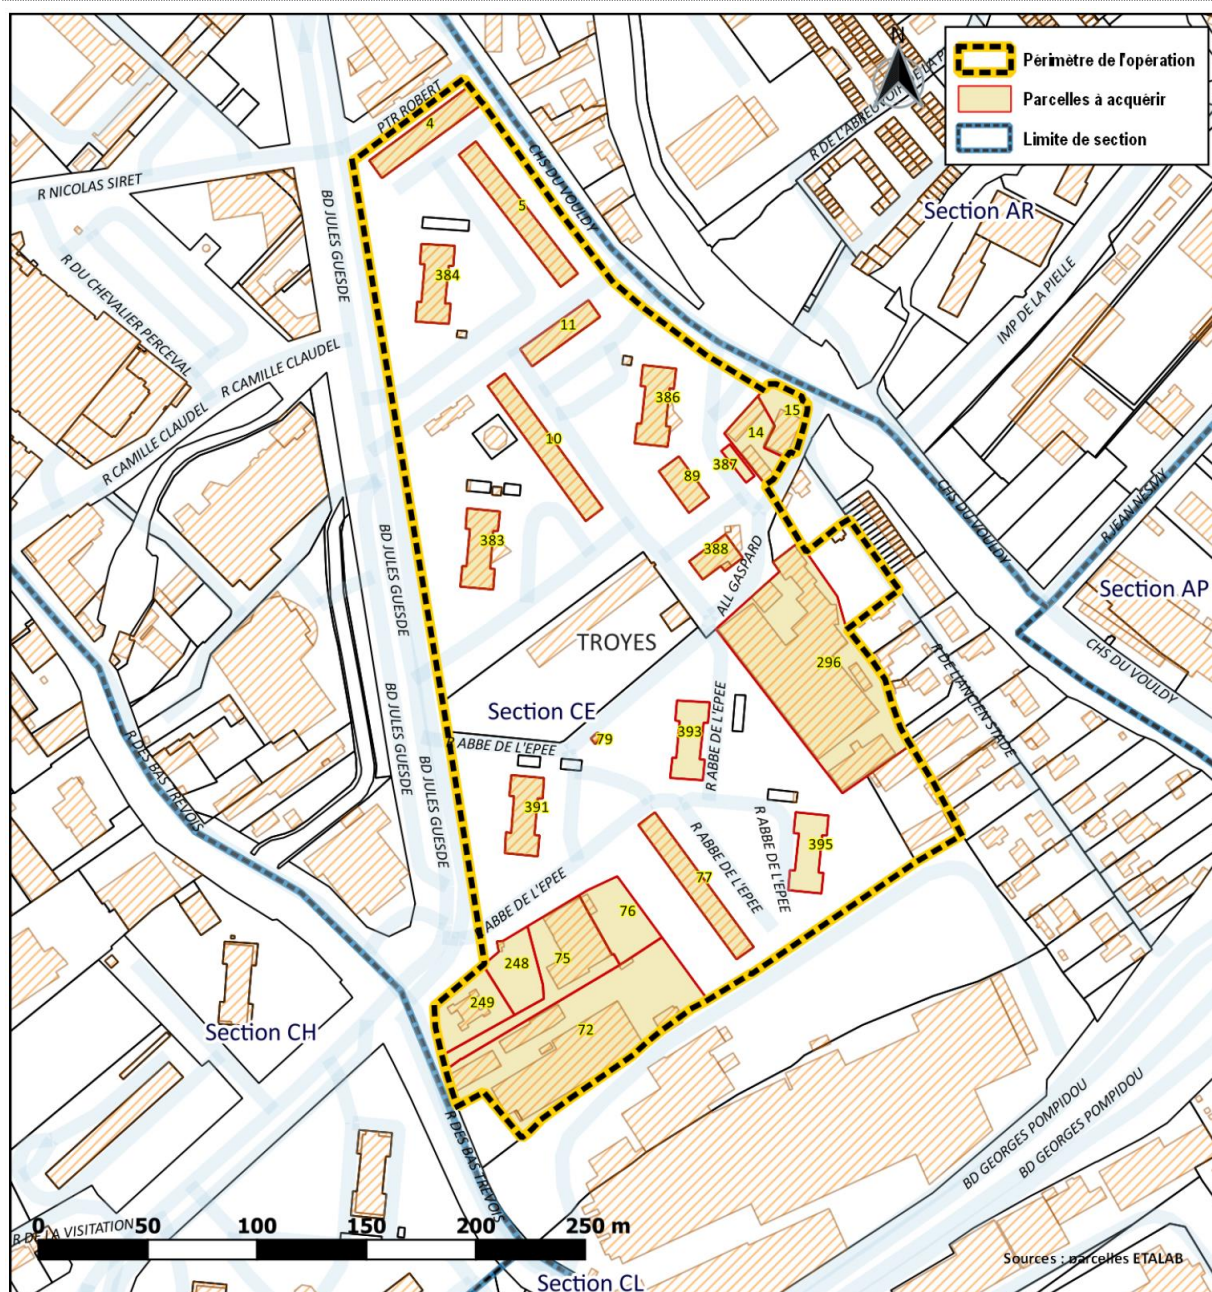 N
Périmètre de l'opération
Parcelles à acquérir
Limite de section
PTR ROBERT
4
R DE L'ABREUVOIR DE LA P
CHS DU VOULDY
R NICOLAS SIRET
BD JULES GUESDE
5
Section AR
R DU CHEVALIER PERCEVAL
384
11
IMP DE LA PIELLE
R CAMILLE CLAUDEL
386
15
R CAMILLE CLAUDEL
10
14
387
89
CHS DU VOULDY
R JEAN NESMY
BD JULES GUESDE
383
388
ALL GASPARD
Section AP
TROYES
296
R DE L'ANCIEN STADE
CHS DU VOULDY
BD JULES GUESDE
Section CE
R ABBE DE L'EPEE
393
79
R ABBE DE L'EPEE
R DES BAS TREVOIS
BD JULES GUESDE
391
R ABBE DE L'EPEE
R ABBE DE L'EPEE
395
77
ABBE DE L'EPEE
76
248
75
249
72
Section CH
BD GEORGES POMPIDOU
BD GEORGES POMPIDOU
R DES BAS TREVOIS
R DE LA VISITATION
0 50 100 150 200 250 m
Sources : parcelles ETALAB
Section CL